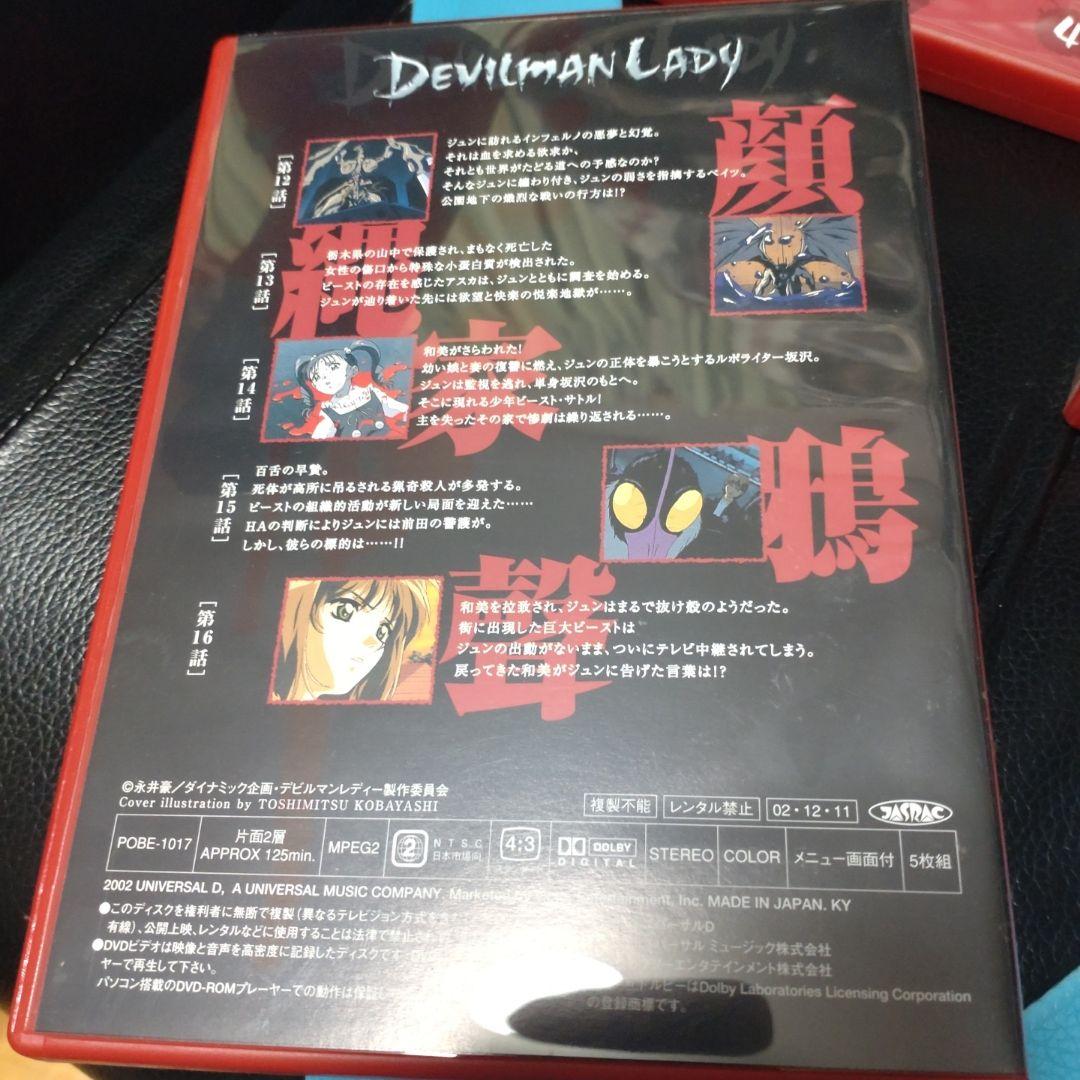 DEVILMAN LADY
顔
[第12話]
ジュンに訪れるインフェルノの悪夢と幻覚。
それは血を求める欲求か、
それとも世界がたどる道への予感なのか?
そんなジュンに纏わり付き、ジュンの弱さを指摘するベイツ。
公園地下の熾烈な戦いの行方は!?
縄
[第13話]
栃木県の山中で保護され、まもなく死亡した
女性の傷口から特殊な小蛋白質が検出された。
ビーストの存在を感じたアスカは、ジュンとともに調査を始める。
ジュンが辿り着いた先には欲望と快楽の悦楽地獄が……。
家
[第14話]
和美がさらわれた!
幼い娘と妻の復讐に燃え、ジュンの正体を暴こうとするルポライター坂沢。
ジュンは監視を逃れ、単身坂沢のもとへ。
そこに現れる少年ビースト・サトル!
主を失ったその家で惨劇は繰り返される……。
鵙
[第15話]
百舌の早贄。
死体が高所に吊るされる猟奇殺人が多発する。
ビーストの組織的活動が新しい局面を迎えた……
HAの判断によりジュンには前田の警護が。
しかし、彼らの標的は……!!
聲
[第16話]
和美を拉致され、ジュンはまるで抜け殻のようだった。
街に出現した巨大ビーストは
ジュンの出動がないまま、ついにテレビ中継されてしまう。
戻ってきた和美がジュンに告げた言葉は!?
©永井豪/ダイナミック企画・デビルマンレディー製作委員会
Cover illustration by TOSHIMITSU KOBAYASHI
複製不能 レンタル禁止 02・12・11 JASRAC
POBE-1017 片面2層 APPROX 125min. MPEG2 2 NTSC 日本市場向 4:3 DOLBY DIGITAL STEREO COLOR メニュー画面付 5枚組
2002 UNIVERSAL D, A UNIVERSAL MUSIC COMPANY. Marketed by Entertainment, Inc. MADE IN JAPAN. KY
●このディスクを権利者に無断で複製(異なるテレビジョン方式を
有線)、公開上映、レンタルなどに使用することは法律で禁止され
●DVDビデオは映像と音声を高密度に記録したディスクです
ヤーで再生して下さい。
パソコン搭載のDVD-ROMプレーヤーでの動作は保証し
ーサルD
バーサル ミュージック株式会社
ーエンタテインメント株式会社
ドルビーはDolby Laboratories Licensing Corporation
の登録商標です。